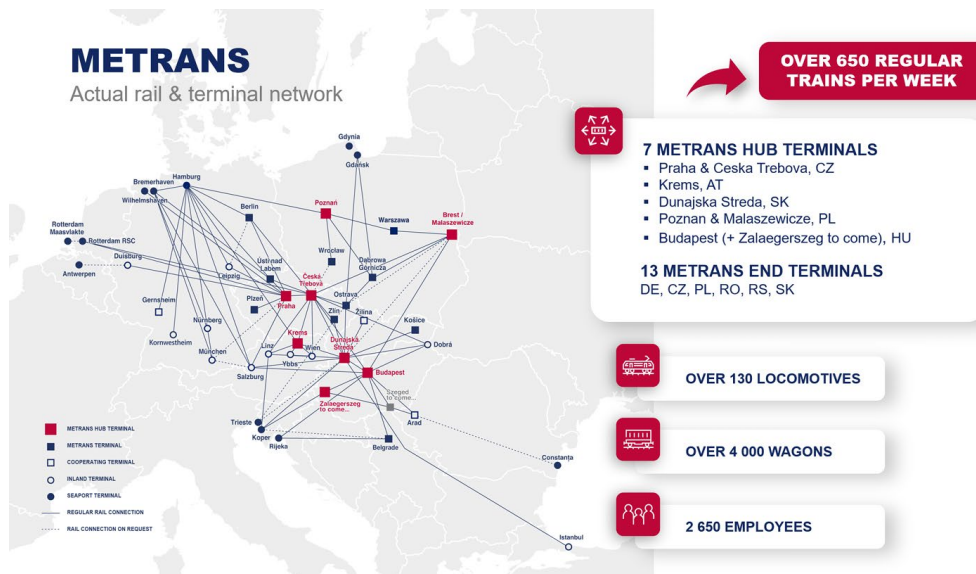 METRANS
Actual rail & terminal network
OVER 650 REGULAR
TRAINS PER WEEK
7 METRANS HUB TERMINALS
▪ Praha & Ceska Trebova, CZ
▪ Krems, AT
▪ Dunajska Streda, SK
▪ Poznan & Malaszewicze, PL
▪ Budapest (+ Zalaegerszeg to come), HU
13 METRANS END TERMINALS
DE, CZ, PL, RO, RS, SK
OVER 130 LOCOMOTIVES
OVER 4 000 WAGONS
2 650 EMPLOYEES
Gdynia
Gdańsk
Hamburg
Bremerhaven
Wilhelmshaven
Berlin
Poznań
Warszawa
Brest /
Małaszewicze
Rotterdam
Maasvlakte
Rotterdam RSC
Duisburg
Antwerpen
Leipzig
Ústí nad
Labem
Wrocław
Dąbrowa
Górnicza
Česká
Třebová
Praha
Plzeň
Ostrava
Zlín
Žilina
Košice
Dobrá
Gernsheim
Nürnberg
Kornwestheim
München
Salzburg
Linz
Krems
Ybbs
Wien
Dunajská
Streda
Budapest
Zalaegerszeg
to come...
Szeged
to come...
Arad
Trieste
Koper
Rijeka
Belgrade
Constanța
Istanbul
METRANS HUB TERMINAL
METRANS TERMINAL
COOPERATING TERMINAL
INLAND TERMINAL
SEAPORT TERMINAL
REGULAR RAIL CONNECTION
RAIL CONNECTION ON REQUEST